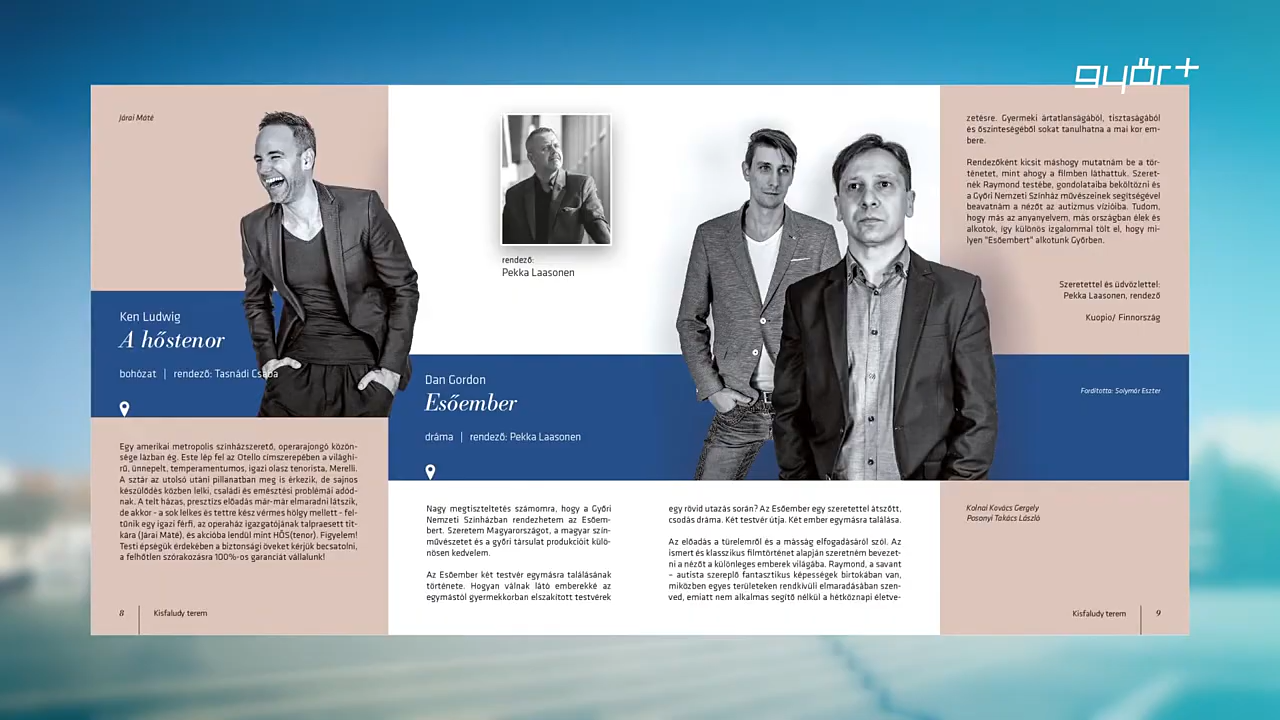 győr+
Járai Máté
Ken Ludwig
A hőstenor
bohózat | rendező: Tasnádi Csaba
Egy amerikai metropolis színházszerető, operarajongó közön-
sége lázban ég. Este lép fel az Otello címszerepében a világhí-
rű, ünnepelt, temperamentumos, igazi olasz tenorista, Merelli.
A sztár az utolsó utáni pillanatban meg is érkezik, de sajnos
készülődés közben lelki, családi és emésztési problémái adód-
nak. A telt házas, presztízs előadás már-már elmaradni látszik,
de akkor - a sok lelkes és tettre kész vérmes hölgy mellett - fel-
tűnik egy igazi férfi, az operaház igazgatójának talpraesett tit-
kára (Járai Máté), és akcióba lendül mint HŐS(tenor). Figyelem!
Testi épségük érdekében a biztonsági öveket kérjük becsatolni,
a felhőtlen szórakozásra 100%-os garanciát vállalunk!
8 | Kisfaludy terem
rendező:
Pekka Laasonen
Dan Gordon
Esőember
dráma | rendező: Pekka Laasonen
Nagy megtiszteltetés számomra, hogy a Győri
Nemzeti Színházban rendezhetem az Esőem-
bert. Szeretem Magyarországot, a magyar szín-
művészetet és a győri társulat produkcióit külö-
nösen kedvelem.
Az Esőember két testvér egymásra találásának
története. Hogyan válnak látó emberekké az
egymástól gyermekkorban elszakított testvérek
egy rövid utazás során? Az Esőember egy szeretettel átszőtt,
csodás dráma. Két testvér útja. Két ember egymásra találása.
Az előadás a türelemről és a másság elfogadásáról szól. Az
ismert és klasszikus filmtörténet alapján szeretném bevezet-
ni a nézőt a különleges emberek világába. Raymond, a savant
– autista szereplő fantasztikus képességek birtokában van,
miközben egyes területeken rendkívüli elmaradásában szen-
ved, emiatt nem alkalmas segítő nélkül a hétköznapi életve-
zetésre. Gyermeki ártatlanságából, tisztaságából
és őszinteségéből sokat tanulhatna a mai kor em-
bere.
Rendezőként kicsit máshogy mutatnám be a tör-
ténetet, mint ahogy a filmben láthattuk. Szeret-
nék Raymond testébe, gondolataiba beköltözni és
a Győri Nemzeti Színház művészeinek segítségével
beavatnám a nézőt az autizmus vízióiba. Tudom,
hogy más az anyanyelvem, más országban élek és
alkotok, így különös izgalommal tölt el, hogy mi-
lyen "Esőembert" alkotunk Győrben.
Szeretettel és üdvözlettel:
Pekka Laasonen, rendező
Kuopio/ Finnország
Fordította: Solymár Eszter
Kolnai Kovács Gergely
Posonyi Takács László
Kisfaludy terem | 9